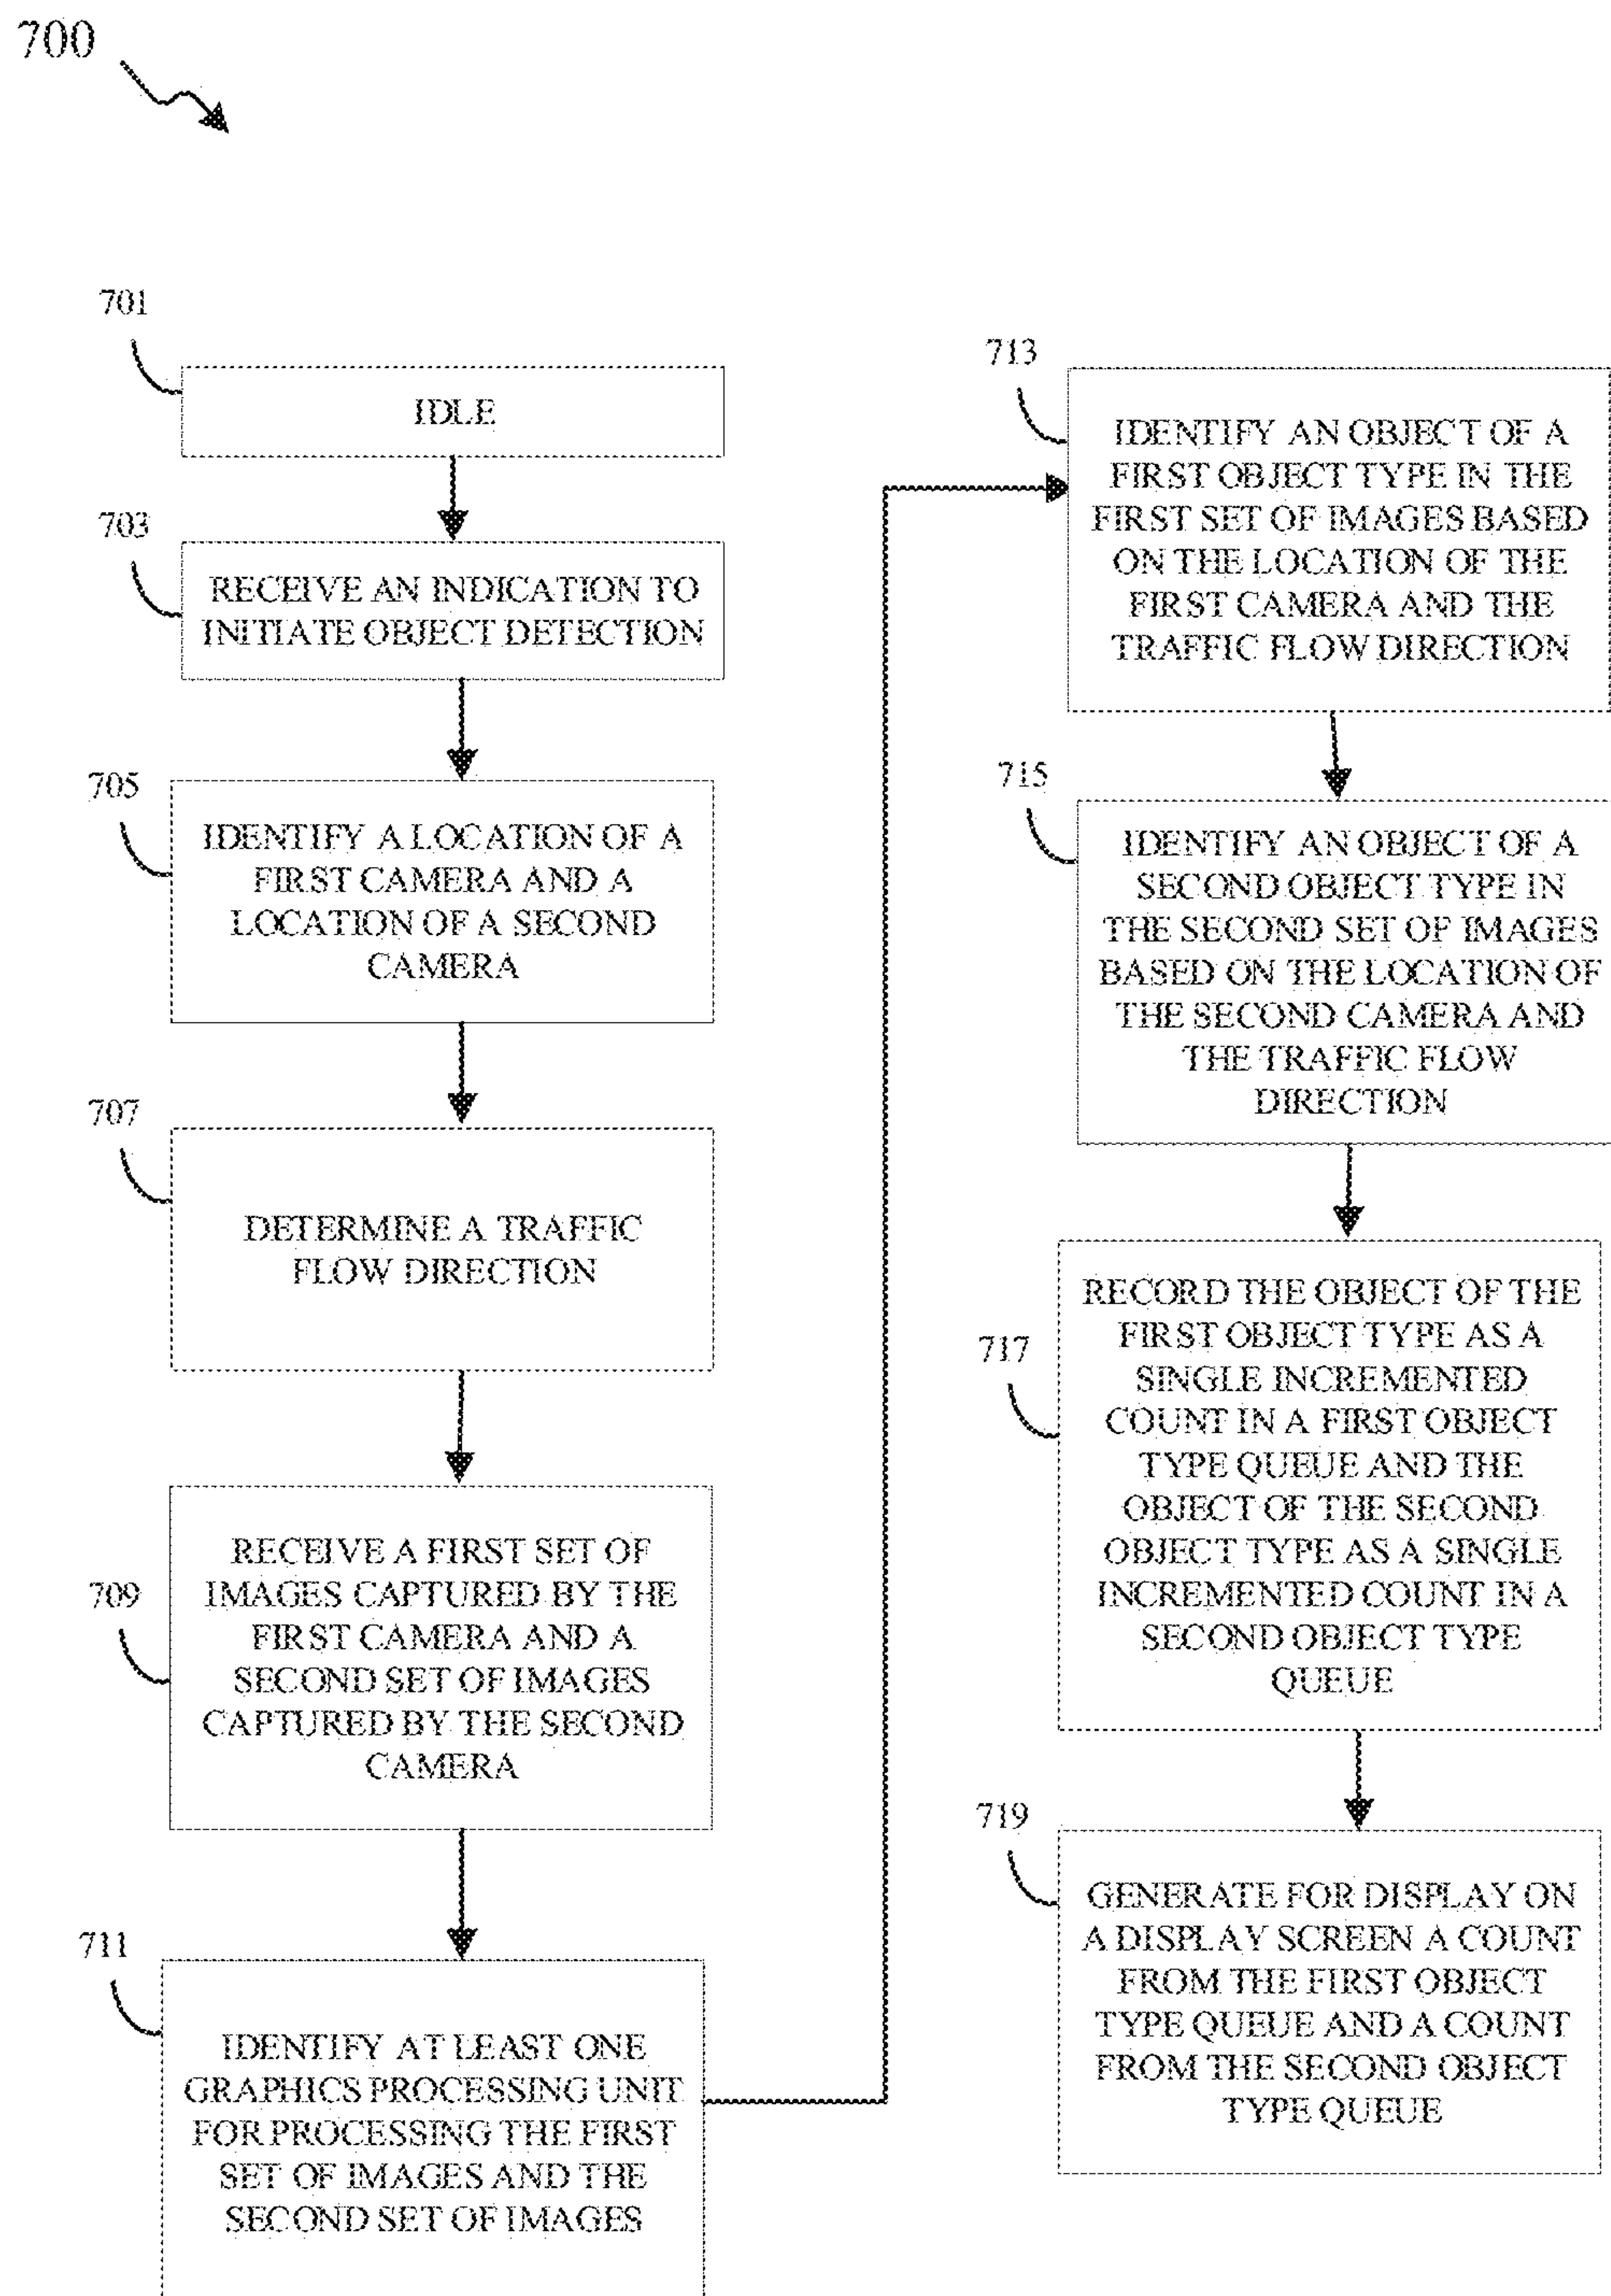 700
701
IDLE
703
RECEIVE AN INDICATION TO
INITIATE OBJECT DETECTION
705
IDENTIFY A LOCATION OF A
FIRST CAMERA AND A
LOCATION OF A SECOND
CAMERA
707
DETERMINE A TRAFFIC
FLOW DIRECTION
709
RECEIVE A FIRST SET OF
IMAGES CAPTURED BY THE
FIRST CAMERA AND A
SECOND SET OF IMAGES
CAPTURED BY THE SECOND
CAMERA
711
IDENTIFY AT LEAST ONE
GRAPHICS PROCESSING UNIT
FOR PROCESSING THE FIRST
SET OF IMAGES AND THE
SECOND SET OF IMAGES
713
IDENTIFY AN OBJECT OF A
FIRST OBJECT TYPE IN THE
FIRST SET OF IMAGES BASED
ON THE LOCATION OF THE
FIRST CAMERA AND THE
TRAFFIC FLOW DIRECTION
715
IDENTIFY AN OBJECT OF A
SECOND OBJECT TYPE IN
THE SECOND SET OF IMAGES
BASED ON THE LOCATION OF
THE SECOND CAMERA AND
THE TRAFFIC FLOW
DIRECTION
717
RECORD THE OBJECT OF THE
FIRST OBJECT TYPE AS A
SINGLE INCREMENTED
COUNT IN A FIRST OBJECT
TYPE QUEUE AND THE
OBJECT OF THE SECOND
OBJECT TYPE AS A SINGLE
INCREMENTED COUNT IN A
SECOND OBJECT TYPE
QUEUE
719
GENERATE FOR DISPLAY ON
A DISPLAY SCREEN A COUNT
FROM THE FIRST OBJECT
TYPE QUEUE AND A COUNT
FROM THE SECOND OBJECT
TYPE QUEUE